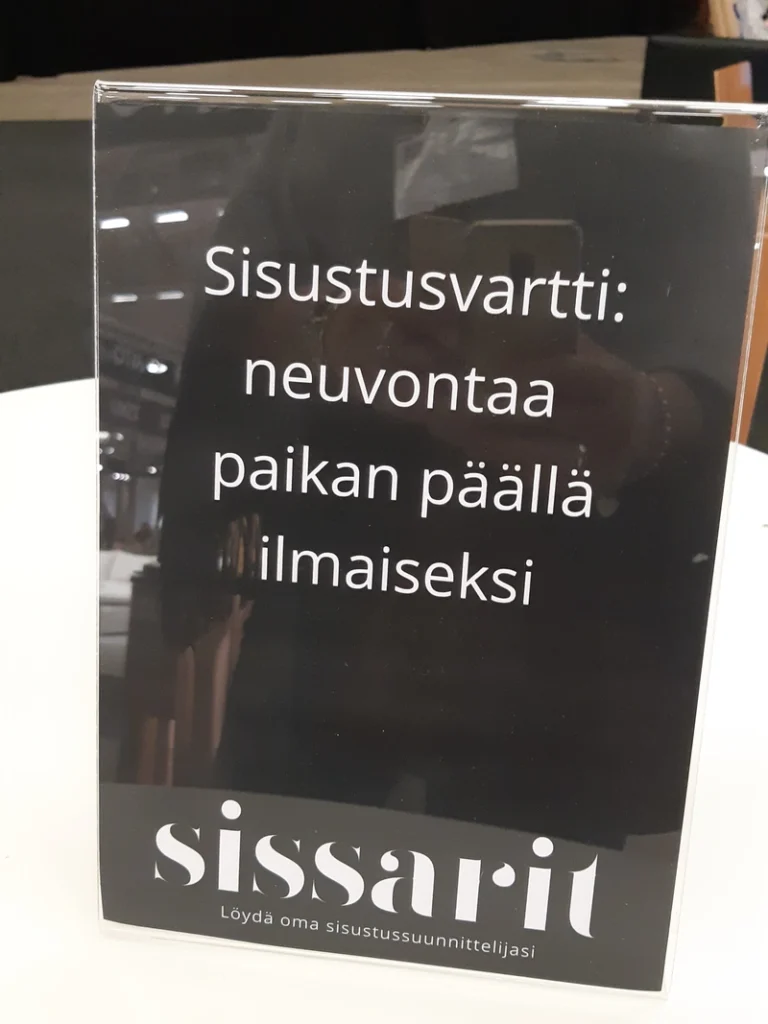 Sisustusvartti:
neuvontaa
paikan päällä
ilmaiseksi
sissarit
Löydä oma sisustussuunnittelijasi